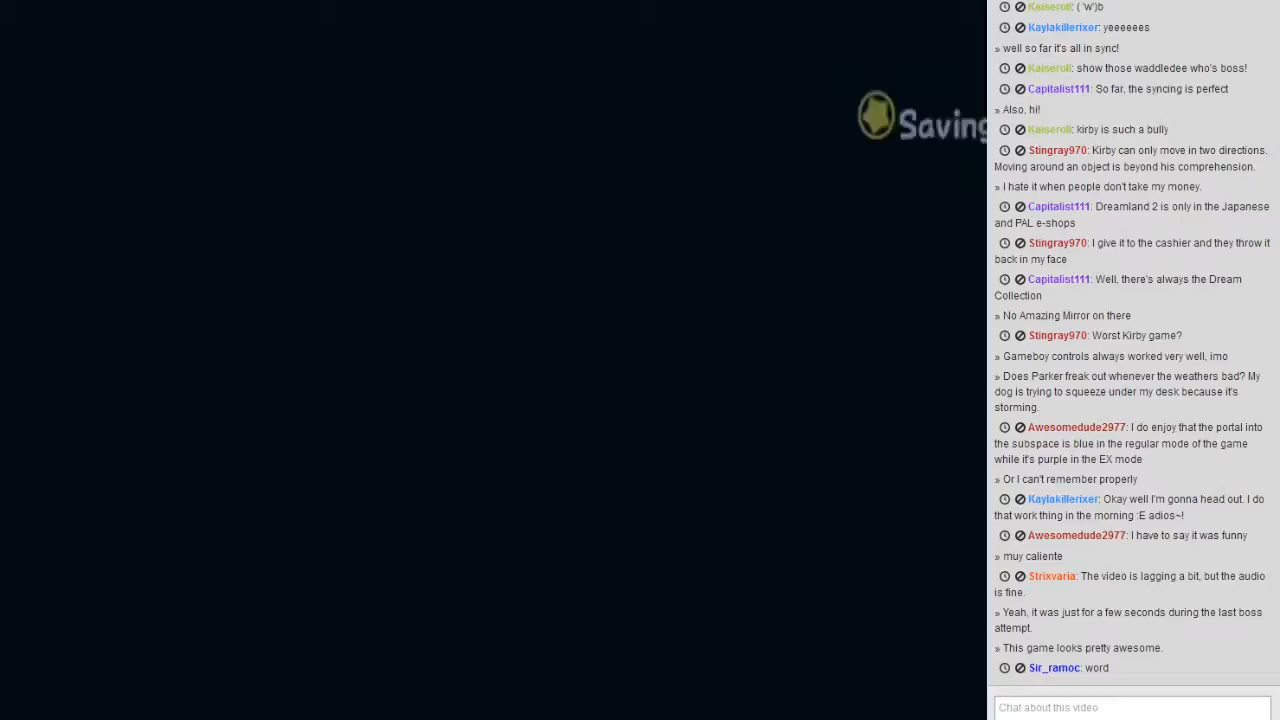 Kaiseroll: ( 'w')b
Kaylakillerixer: yeeeeees
» well so far it's all in sync!
Kaiseroll: show those waddledee who's boss!
Capitalist111: So far, the syncing is perfect
» Also, hi!
Kaiseroll: kirby is such a bully
Stingray970: Kirby can only move in two directions.
Moving around an object is beyond his comprehension.
» I hate it when people don't take my money.
Capitalist111: Dreamland 2 is only in the Japanese
and PAL e-shops
Stingray970: I give it to the cashier and they throw it
back in my face
Capitalist111: Well, there's always the Dream
Collection
» No Amazing Mirror on there
Stingray970: Worst Kirby game?
» Gameboy controls always worked very well, imo
» Does Parker freak out whenever the weathers bad? My
dog is trying to squeeze under my desk because it's
storming.
Awesomedude2977: I do enjoy that the portal into
the subspace is blue in the regular mode of the game
while it's purple in the EX mode
» Or I can't remember properly
Kaylakillerixer: Okay well I'm gonna head out. I do
that work thing in the morning :E adios~!
Awesomedude2977: I have to say it was funny
» muy caliente
Strixvaria: The video is lagging a bit, but the audio
is fine.
» Yeah, it was just for a few seconds during the last boss
attempt.
» This game looks pretty awesome.
Sir_ramoc: word
Chat about this video
Saving